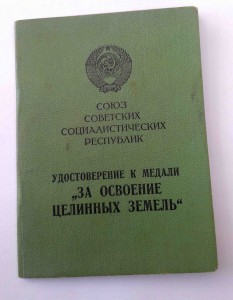 СОЮЗ
СОВЕТСКИХ
СОЦИАЛИСТИЧЕСКИХ
РЕСПУБЛИК
УДОСТОВЕРЕНИЕ К МЕДАЛИ
„ЗА ОСВОЕНИЕ
ЦЕЛИННЫХ ЗЕМЕЛЬ“